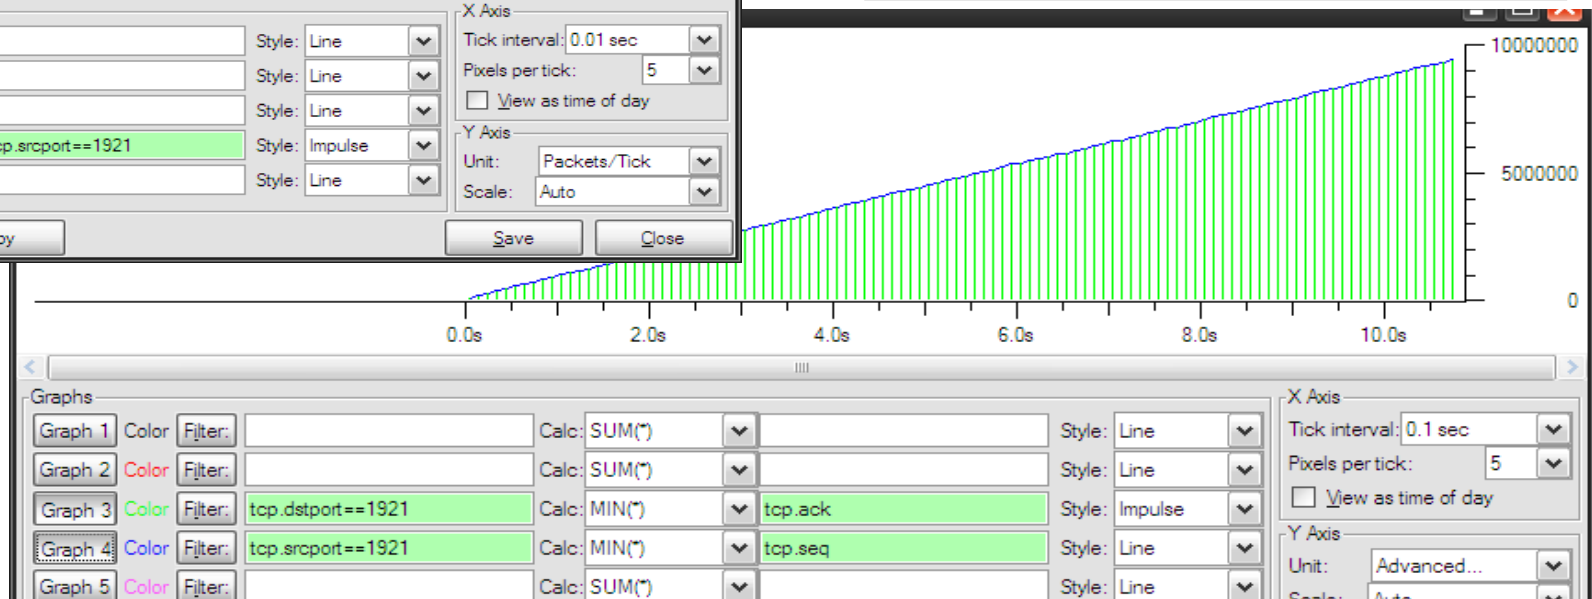 X Axis
Style: Line
Tick interval: 0.01 sec
10000000
Style: Line
Pixels per tick: 5
View as time of day
Style: Line
Y Axis
cp.srcport==1921
Style: Impulse
Unit: Packets/Tick
5000000
Style: Line
Scale: Auto
Save
Close
0
0.0s 2.0s 4.0s 6.0s 8.0s 10.0s
Graphs
X Axis
Graph 1 Color Filter: Calc: SUM(*) Style: Line
Tick interval: 0.1 sec
Graph 2 Color Filter: Calc: SUM(*) Style: Line
Pixels per tick: 5
Graph 3 Color Filter: tcp.dstport==1921 Calc: MIN(*) tcp.ack Style: Impulse
View as time of day
Graph 4 Color Filter: tcp.srcport==1921 Calc: MIN(*) tcp.seq Style: Line
Y Axis
Unit: Advanced...
Graph 5 Color Filter: Calc: SUM(*) Style: Line
Scale: Auto